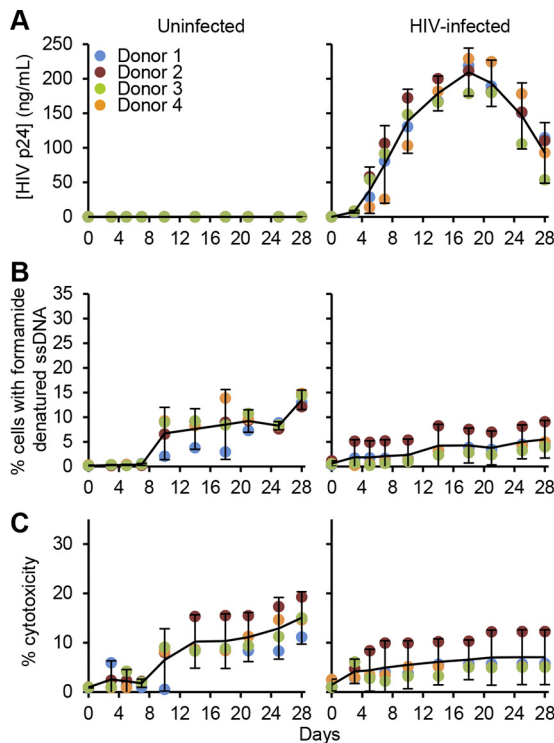 A
Uninfected
HIV-infected
[HIV p24] (ng/mL)
250
200
150
100
50
0
Donor 1
Donor 2
Donor 3
Donor 4
0 4 8 12 16 20 24 28
0 4 8 12 16 20 24 28
B
% cells with formamide
denatured ssDNA
35
30
25
20
15
10
5
0
0 4 8 12 16 20 24 28
0 4 8 12 16 20 24 28
C
% cytotoxicity
30
20
10
0
0 4 8 12 16 20 24 28
0 4 8 12 16 20 24 28
Days